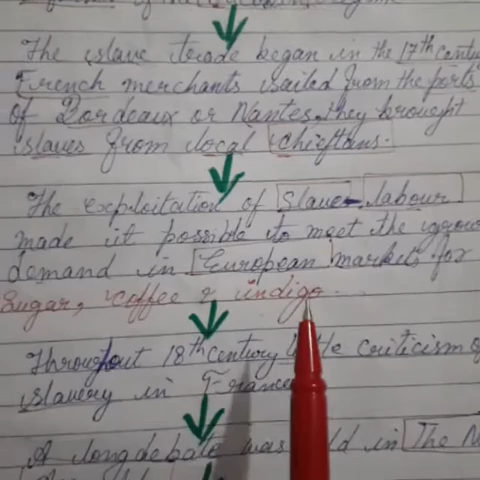 The slave trade began in the 17th
French merchants sailed from the ports
of Bordeaux or Nantes, they brought
slaves from local chieftans.
The exploitation of Slave labour
made it possible to meet the
demand in European markets for
Sugar, coffee & indigo.
Throughout 18th century little criticism of
slavery in France
A long debate was held in The